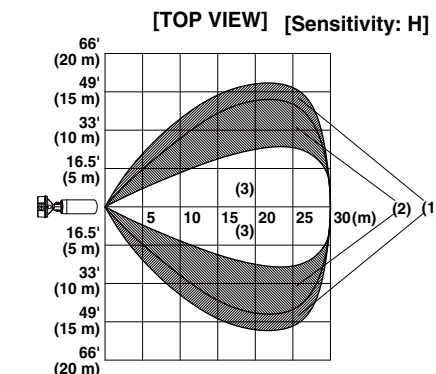 [TOP VIEW] [Sensitivity: H]
66'
(20 m)
49'
(15 m)
33'
(10 m)
16.5'
(5 m)
(3)
5 10 15 20 25 30(m) (2) (1
(3)
16.5'
(5 m)
33'
(10 m)
49'
(15 m)
66'
(20 m)